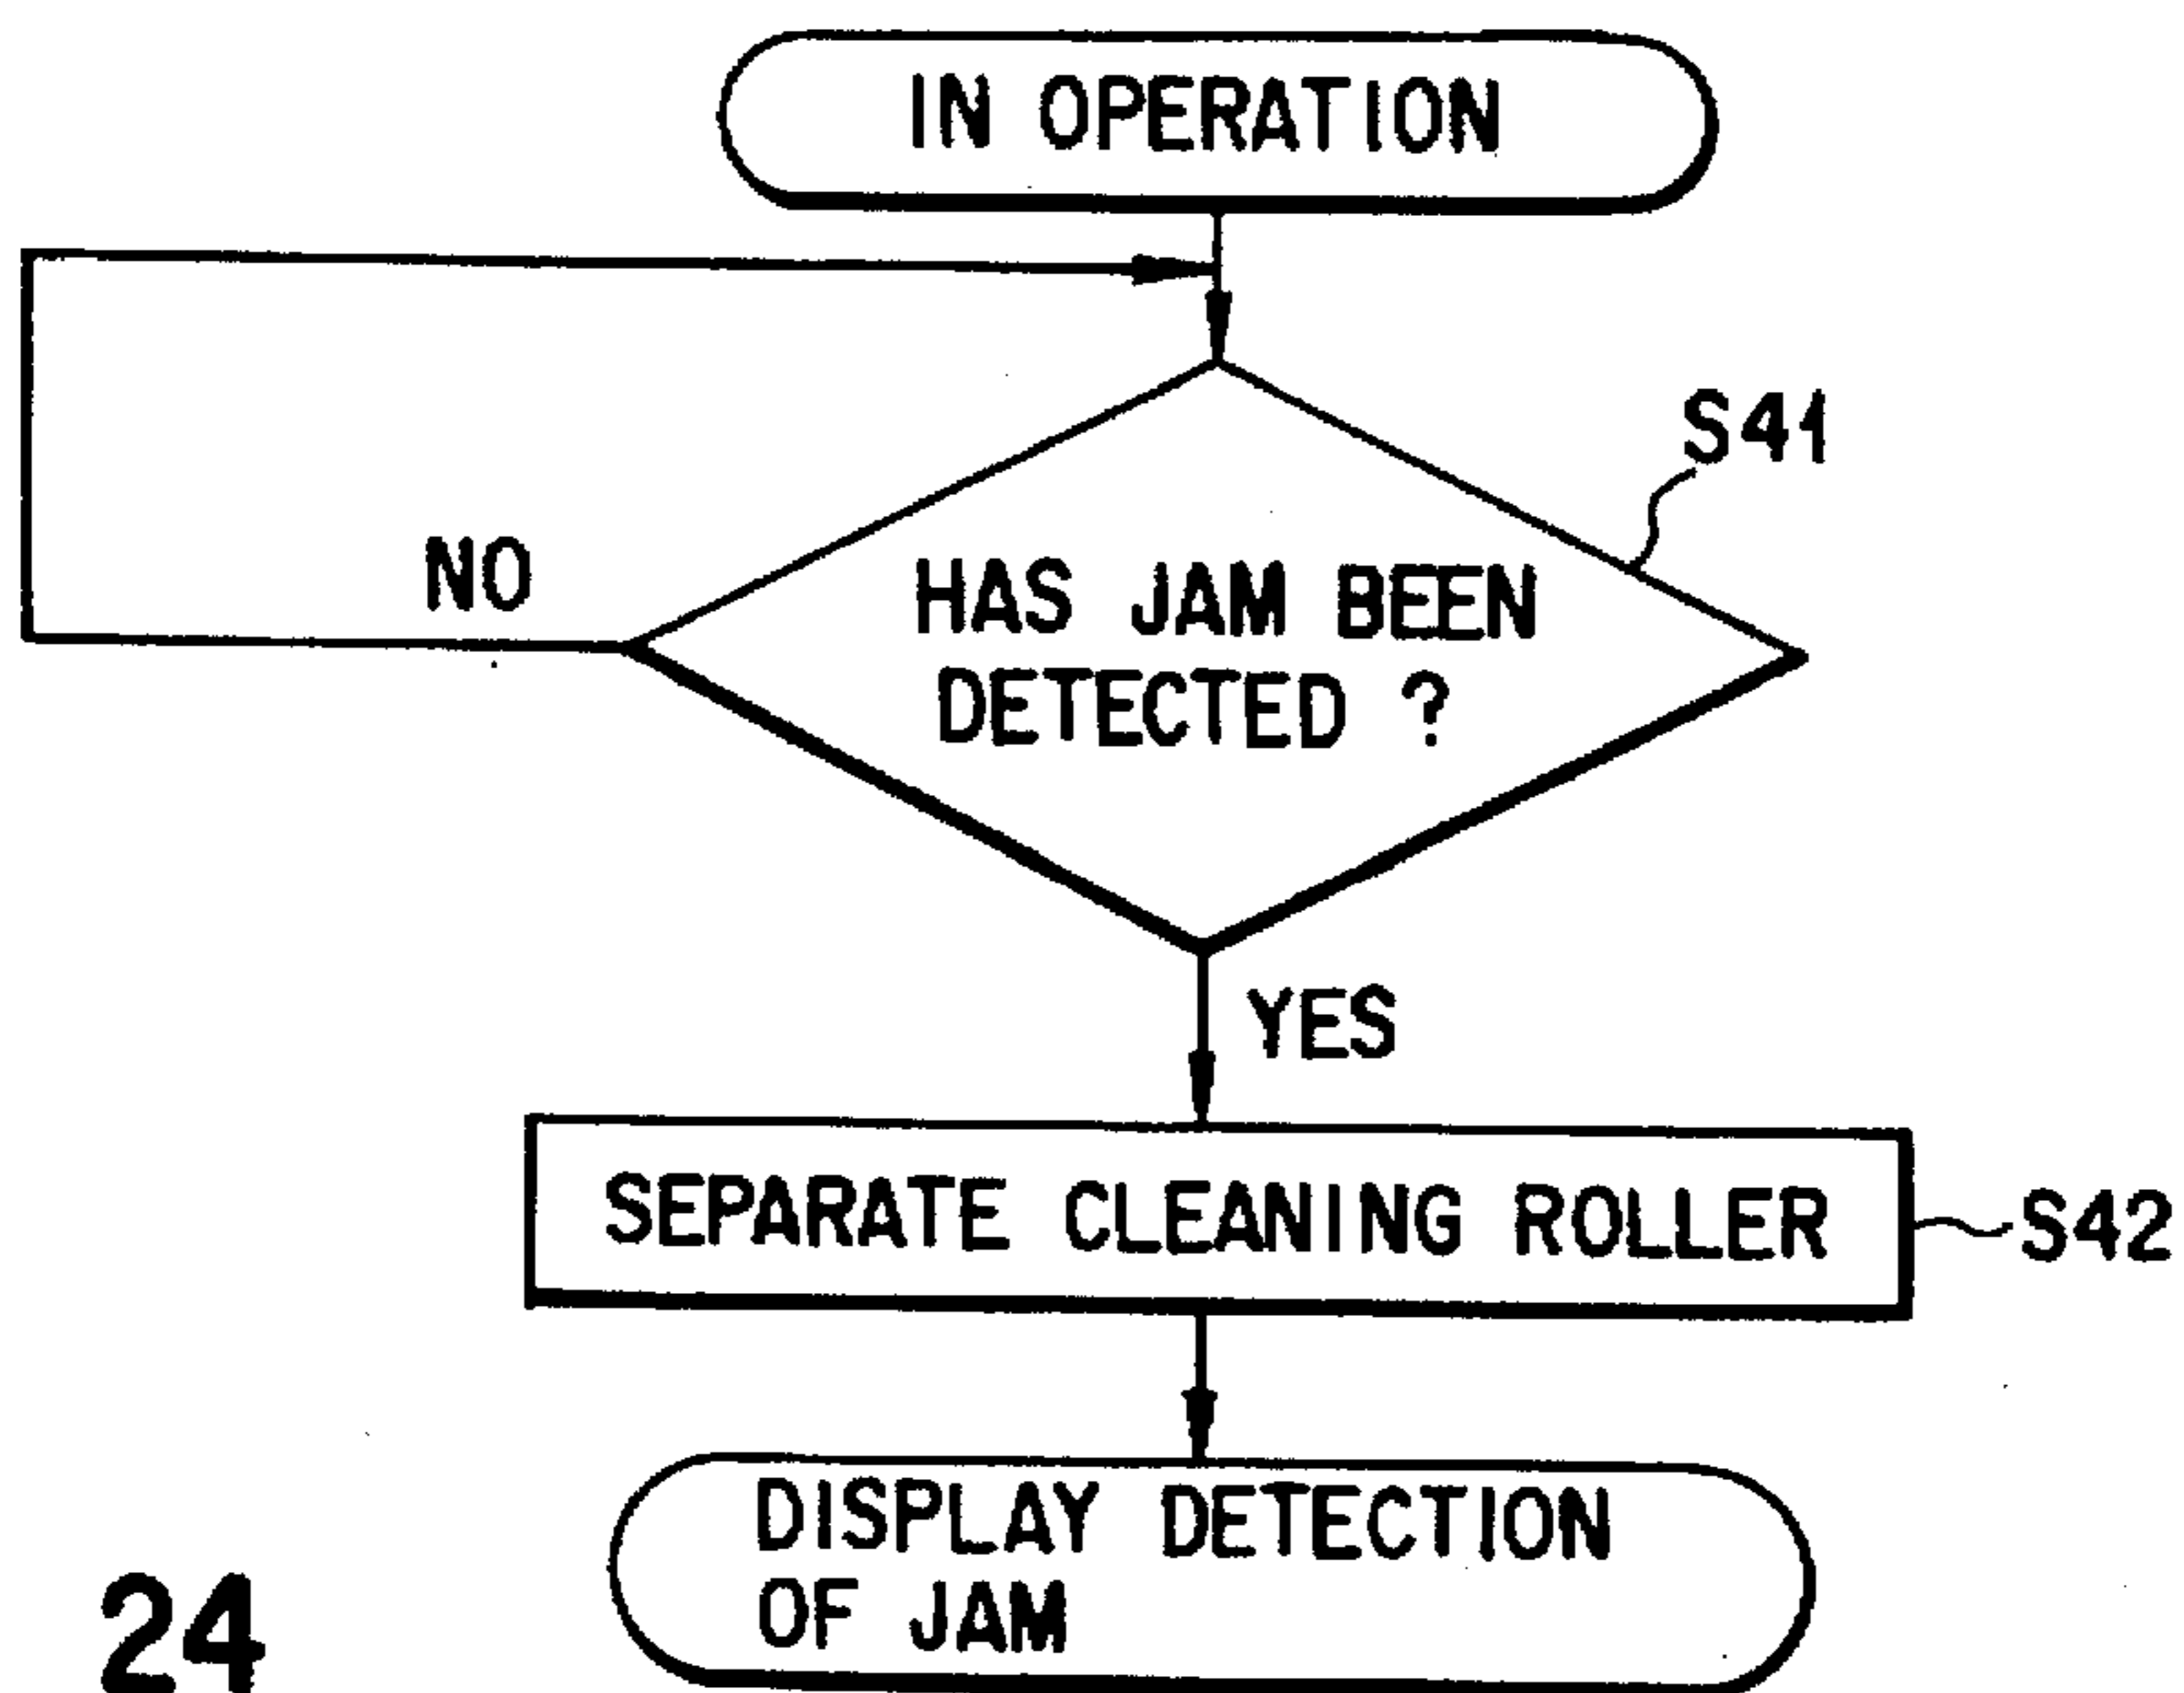 IN OPERATION
S41
NO
HAS JAM BEEN
DETECTED ?
YES
SEPARATE CLEANING ROLLER
S42
DISPLAY DETECTION
OF JAM
24